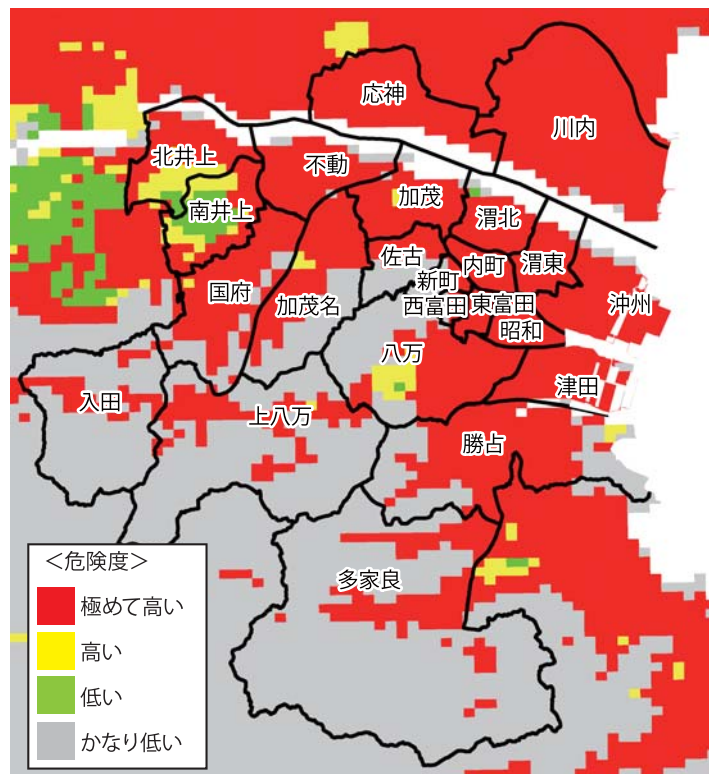 応神
川内
北井上
不動
加茂
渭北
南井上
佐古
内町
渭東
新町
国府
加茂名
西富田
東富田
沖州
昭和
八万
津田
入田
上八万
勝占
多家良
＜危険度＞
極めて高い
高い
低い
かなり低い